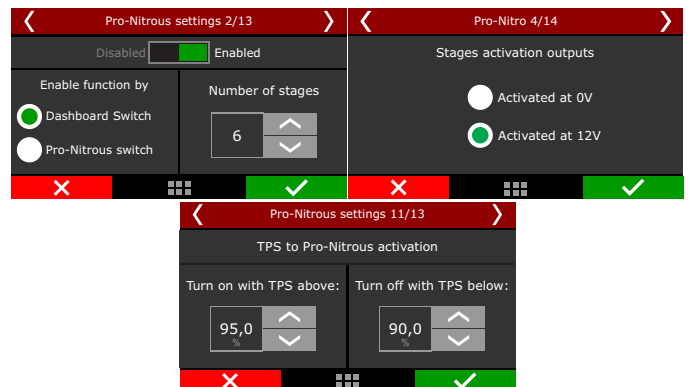 Pro-Nitrous settings 2/13
Disabled Enabled
Enable function by
Dashboard Switch
Pro-Nitrous switch
Number of stages
6
Pro-Nitro 4/14
Stages activation outputs
Activated at 0V
Activated at 12V
Pro-Nitrous settings 11/13
TPS to Pro-Nitrous activation
Turn on with TPS above:
95,0
%
Turn off with TPS below:
90,0
%